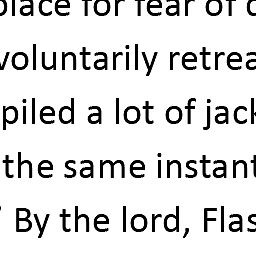 place for fear of
voluntarily retrea
piled a lot of jack
the same instant
" By the lord, Flas